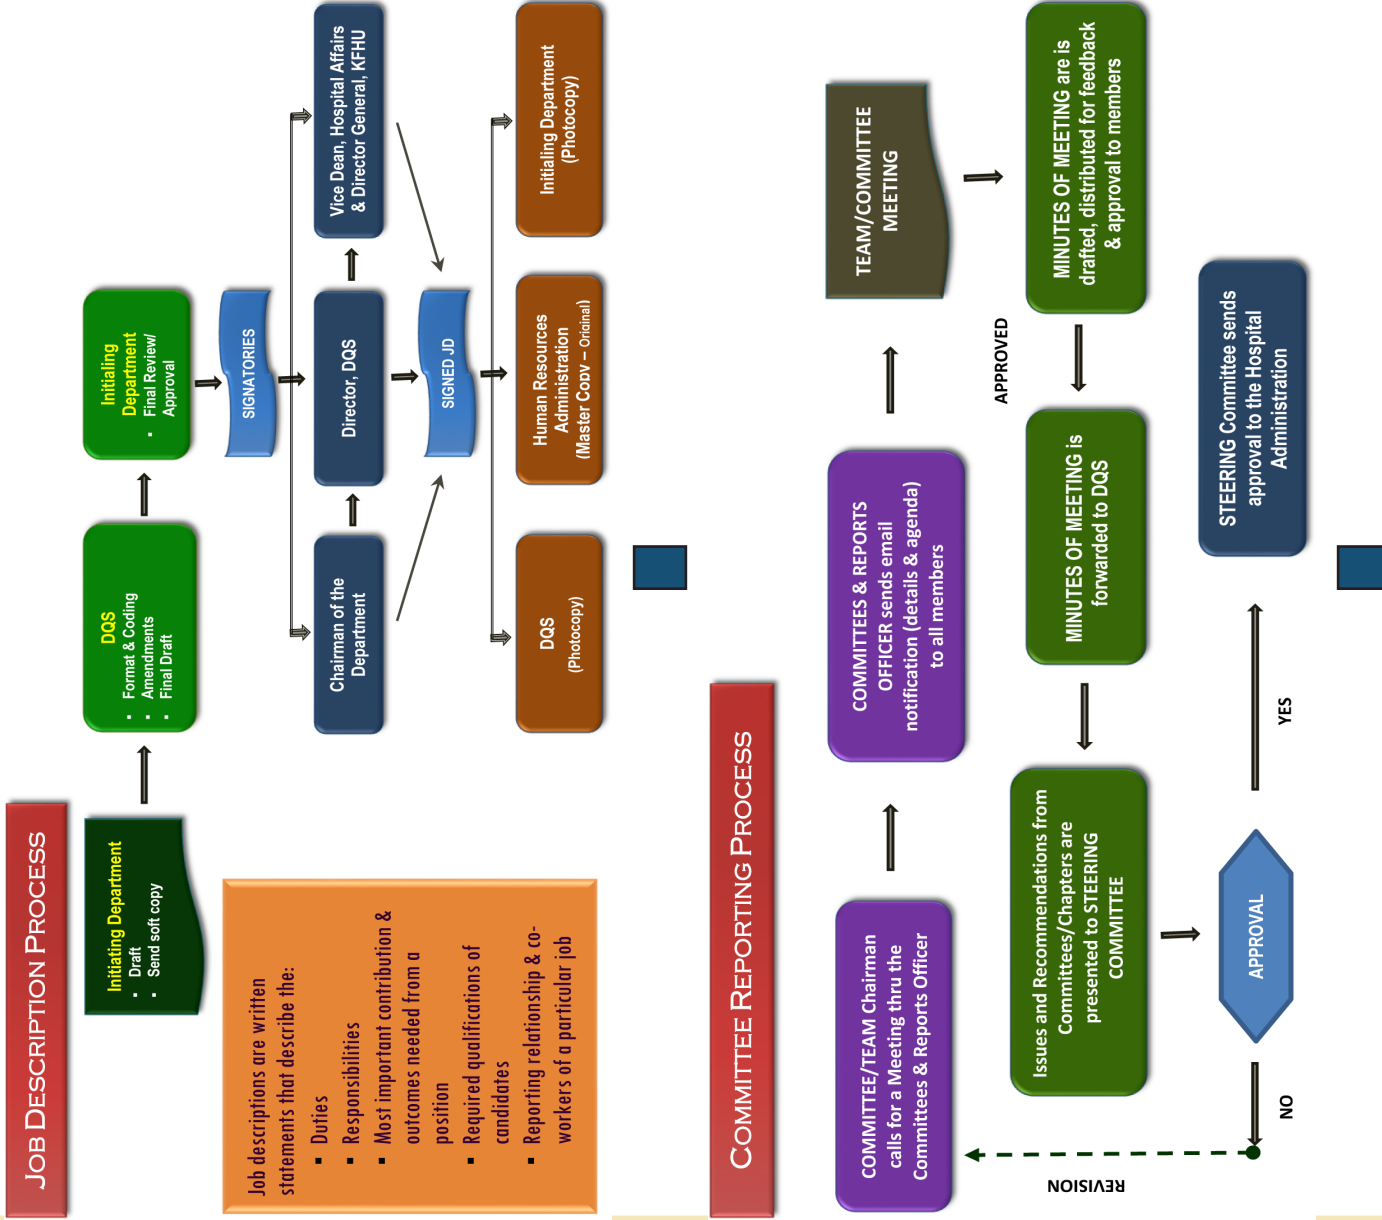 JOB DESCRIPTION PROCESS
Initiating Department
▪ Draft
▪ Send soft copy
DQS
▪ Format & Coding
▪ Amendments
▪ Final Draft
Initialing
Department
▪ Final Review/
Approval
SIGNATORIES
Chairman of the
Department
Director, DQS
Vice Dean, Hospital Affairs
& Director General, KFHU
SIGNED JD
DQS
(Photocopy)
Human Resources
Administration
(Master Copy – Original)
Initialing Department
(Photocopy)
Job descriptions are written
statements that describe the:
▪ Duties
▪ Responsibilities
▪ Most important contribution &
outcomes needed from a
position
▪ Required qualifications of
candidates
▪ Reporting relationship & co-
workers of a particular job
COMMITTEE REPORTING PROCESS
COMMITTEE/TEAM Chairman
calls for a Meeting thru the
Committees & Reports Officer
COMMITTEES & REPORTS
OFFICER sends email
notification (details & agenda)
to all members
TEAM/COMMITTEE
MEETING
MINUTES OF MEETING are is
drafted, distributed for feedback
& approval to members
APPROVED
MINUTES OF MEETING is
forwarded to DQS
Issues and Recommendations from
Committees/Chapters are
presented to STEERING
COMMITTEE
APPROVAL
YES
STEERING Committee sends
approval to the Hospital
Administration
NO
REVISION